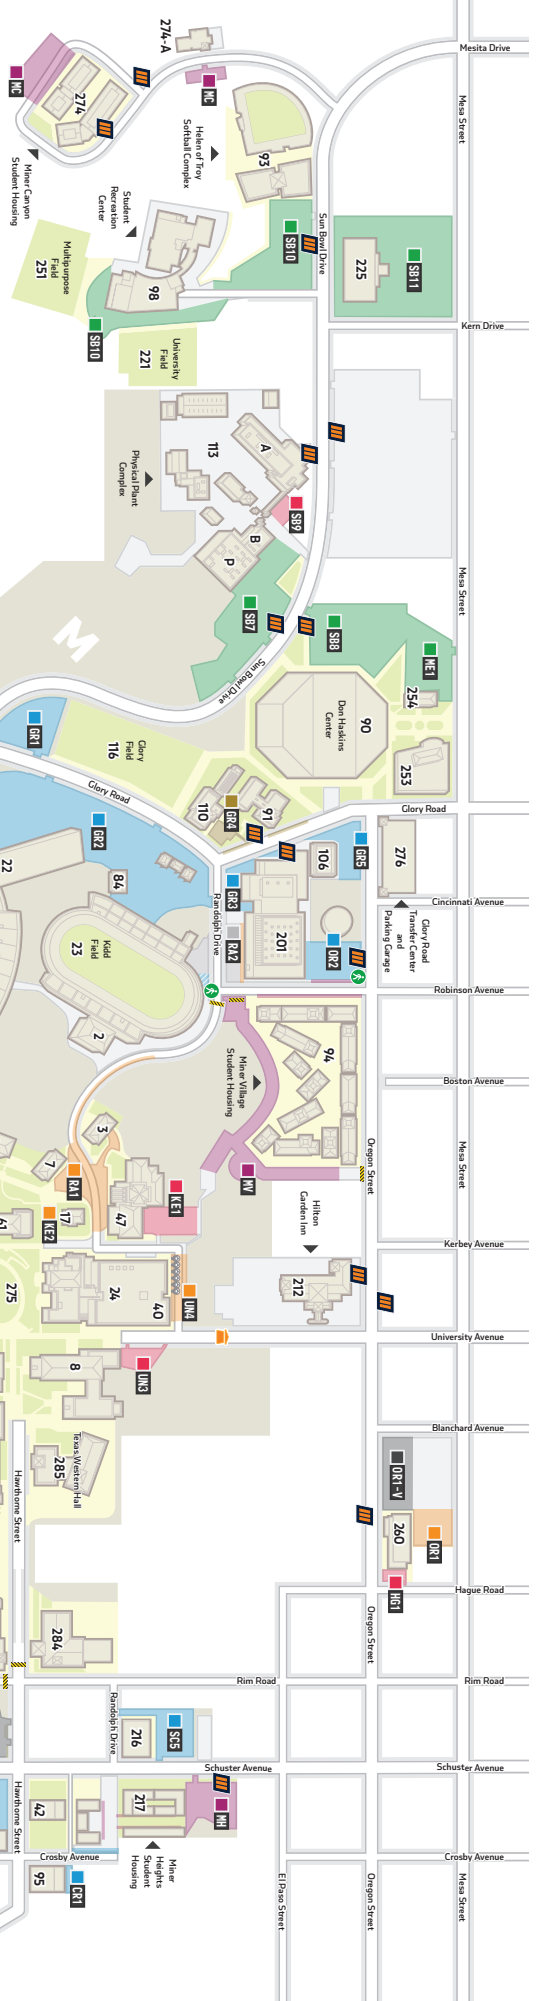 274-A
Mesita Drive
MC
MC
274
Mesa Street
93
Helen of Troy
Softball Complex
Miner Canyon
Student Housing
Student
Recreation
Center
Sun Bowl Drive
SB10
225
SB11
Multipurpose
Field
251
98
SB10
Kern Drive
University
Field
221
A
113
Physical Plant
Complex
SB9
B
P
Mesa Street
SB7
SB8
ME1
M
Sun Bowl Drive
254
Don Haskins
Center
90
GR1
Glory
Field
116
253
Glory Road
110
GR4
91
Glory Road
GR2
GR5
106
276
22
84
GR3
Cincinnati Avenue
Randolph Drive
RA2
201
OR2
Glory Road
Transfer Center
and
Parking Garage
Kidd
Field
23
Robinson Avenue
2
94
Miner Village
Student Housing
Boston Avenue
3
7
RA1
KE1
MV
Oregon Street
Mesa Street
61
KE2
17
47
Hilton
Garden Inn
Kerbey Avenue
275
24
40
UN4
212
University Avenue
8
UN3
Blanchard Avenue
Texas Western Hall
285
Hawthorne Street
OR1-V
260
OR1
HG1
Hague Road
284
Oregon Street
Rim Road
Rim Road
Randolph Drive
216
SC5
Schuster Avenue
Schuster Avenue
Hawthorne Street
42
217
MH
Crosby Avenue
Crosby Avenue
95
CR1
Miner
Heights
Student
Housing
El Paso Street
Oregon Street
Mesa Street